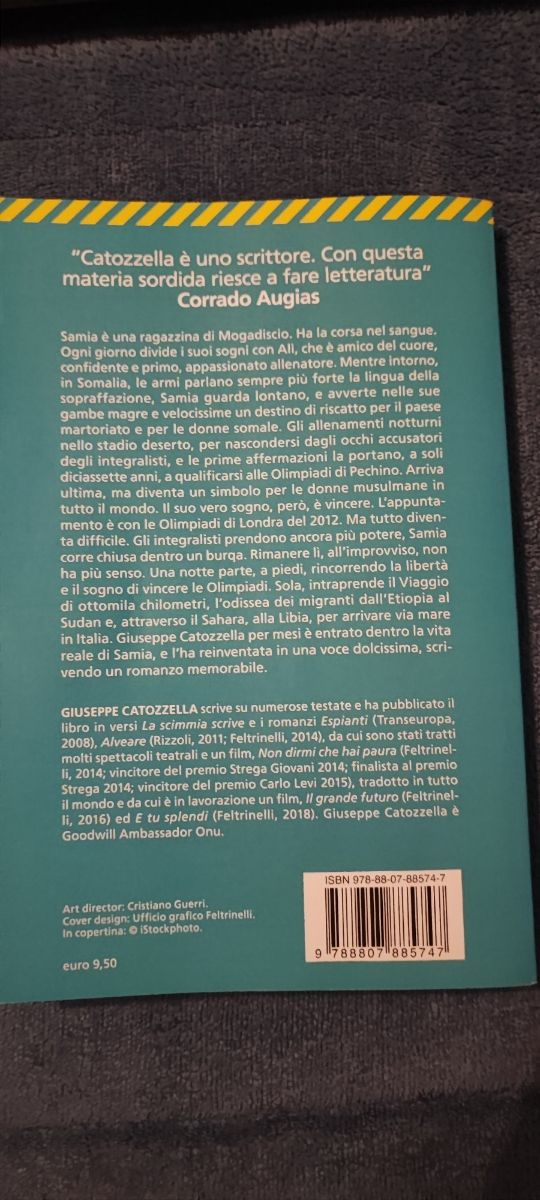 "Catozzella è uno scrittore. Con questa
materia sordida riesce a fare letteratura"
Corrado Augias
Samia è una ragazzina di Mogadiscio. Ha la corsa nel sangue.
Ogni giorno divide i suoi sogni con Alì, che è amico del cuore,
confidente e primo, appassionato allenatore. Mentre intorno,
in Somalia, le armi parlano sempre più forte la lingua della
sopraffazione, Samia guarda lontano, e avverte nelle sue
gambe magre e velocissime un destino di riscatto per il paese
martoriato e per le donne somale. Gli allenamenti notturni
nello stadio deserto, per nascondersi dagli occhi accusatori
degli integralisti, e le prime affermazioni la portano, a soli
diciassette anni, a qualificarsi alle Olimpiadi di Pechino. Arriva
ultima, ma diventa un simbolo per le donne musulmane in
tutto il mondo. Il suo vero sogno, però, è vincere. L'appunta-
mento è con le Olimpiadi di Londra del 2012. Ma tutto diven-
ta difficile. Gli integralisti prendono ancora più potere, Samia
corre chiusa dentro un burqa. Rimanere lì, all'improvviso, non
ha più senso. Una notte parte, a piedi, rincorrendo la libertà
e il sogno di vincere le Olimpiadi. Sola, intraprende il Viaggio
di ottomila chilometri, l'odissea dei migranti dall'Etiopia al
Sudan e, attraverso il Sahara, alla Libia, per arrivare via mare
in Italia. Giuseppe Catozzella per mesi è entrato dentro la vita
reale di Samia, e l'ha reinventata in una voce dolcissima, scri-
vendo un romanzo memorabile.
GIUSEPPE CATOZZELLA scrive su numerose testate e ha pubblicato il
libro in versi La scimmia scrive e i romanzi Espianti (Transeuropa,
2008), Alveare (Rizzoli, 2011; Feltrinelli, 2014), da cui sono stati tratti
molti spettacoli teatrali e un film, Non dirmi che hai paura (Feltrinel-
li, 2014; vincitore del premio Strega Giovani 2014; finalista al premio
Strega 2014; vincitore del premio Carlo Levi 2015), tradotto in tutto
il mondo e da cui è in lavorazione un film, Il grande futuro (Feltrinel-
li, 2016) ed E tu splendi (Feltrinelli, 2018). Giuseppe Catozzella è
Goodwill Ambassador Onu.
Art director: Cristiano Guerri.
Cover design: Ufficio grafico Feltrinelli.
In copertina: © iStockphoto.
euro 9,50
ISBN 978-88-07-88574-7
9 788807 885747